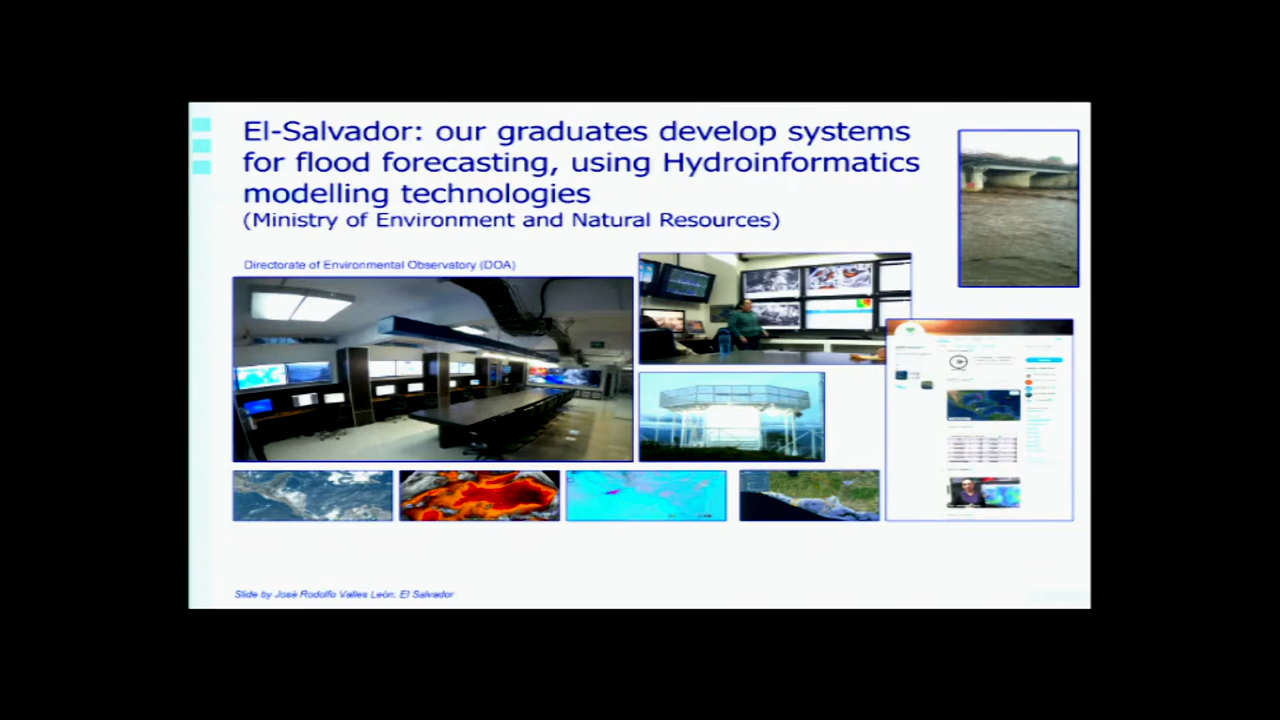 El-Salvador: our graduates develop systems
for flood forecasting, using Hydroinformatics
modelling technologies
(Ministry of Environment and Natural Resources)
Directorate of Environmental Observatory (DOA)
Slide by José Rodolfo Valles León, El Salvador